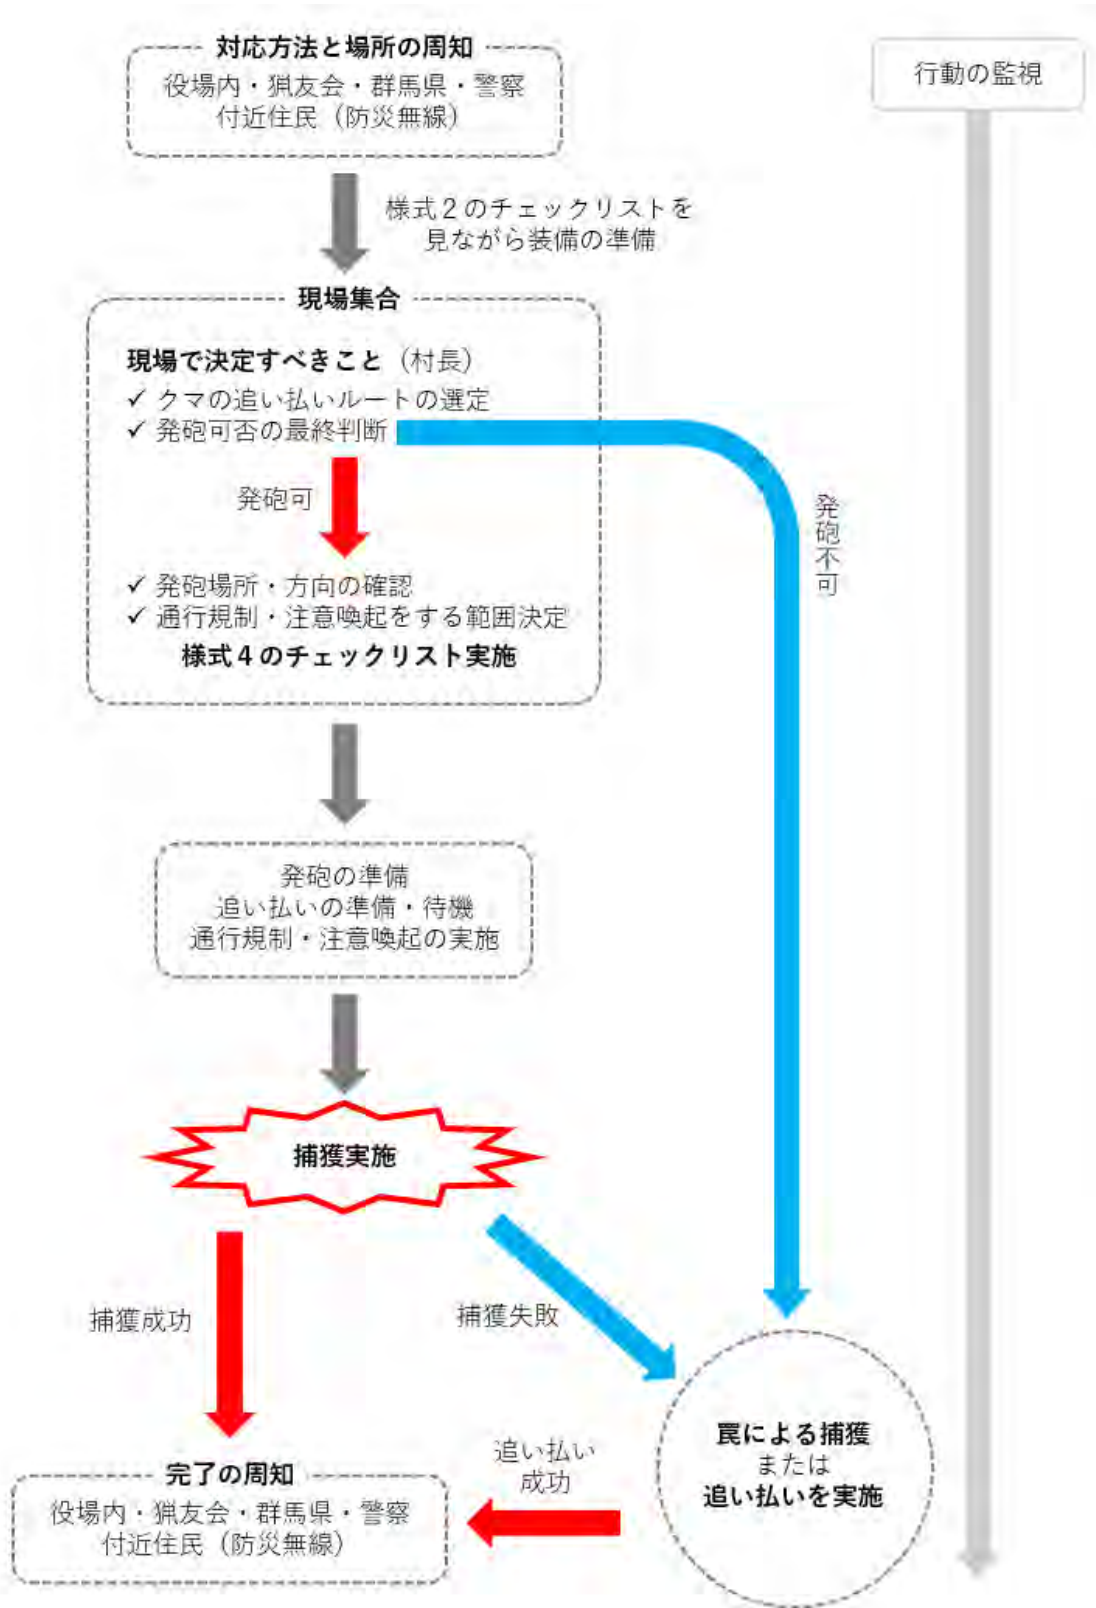 対応方法と場所の周知
役場内・猟友会・群馬県・警察
付近住民（防災無線）
行動の監視
様式２のチェックリストを
見ながら装備の準備
現場集合
現場で決定すべきこと（村長）
✓ クマの追い払いルートの選定
✓ 発砲可否の最終判断
発砲可
発砲不可
✓ 発砲場所・方向の確認
✓ 通行規制・注意喚起をする範囲決定
様式４のチェックリスト実施
発砲の準備
追い払いの準備・待機
通行規制・注意喚起の実施
捕獲実施
捕獲成功
捕獲失敗
罠による捕獲
または
追い払いを実施
追い払い
成功
完了の周知
役場内・猟友会・群馬県・警察
付近住民（防災無線）